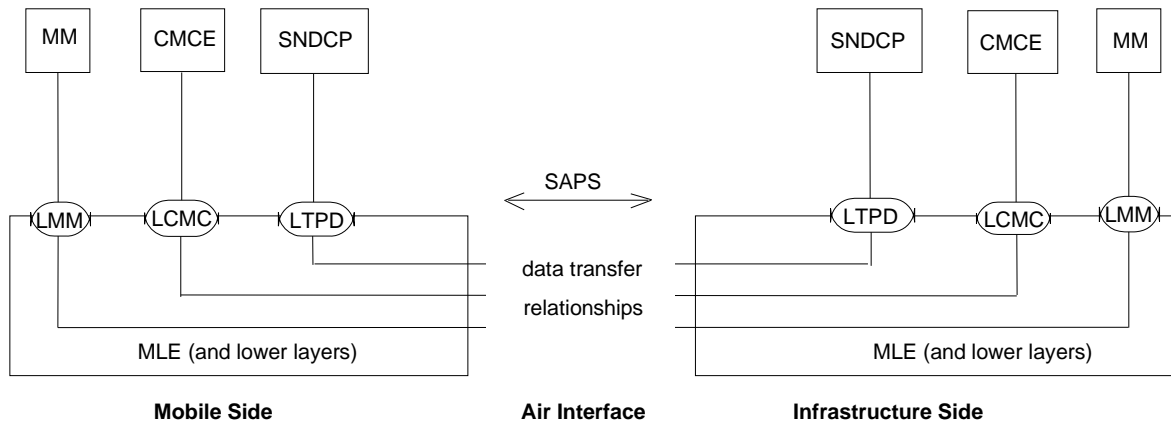 MM CMCE SNDCP SNDCP CMCE MM
SAPS
LMM LCMC LTPD LTPD LCMC LMM
data transfer
relationships
MLE (and lower layers) MLE (and lower layers)
Mobile Side Air Interface Infrastructure Side